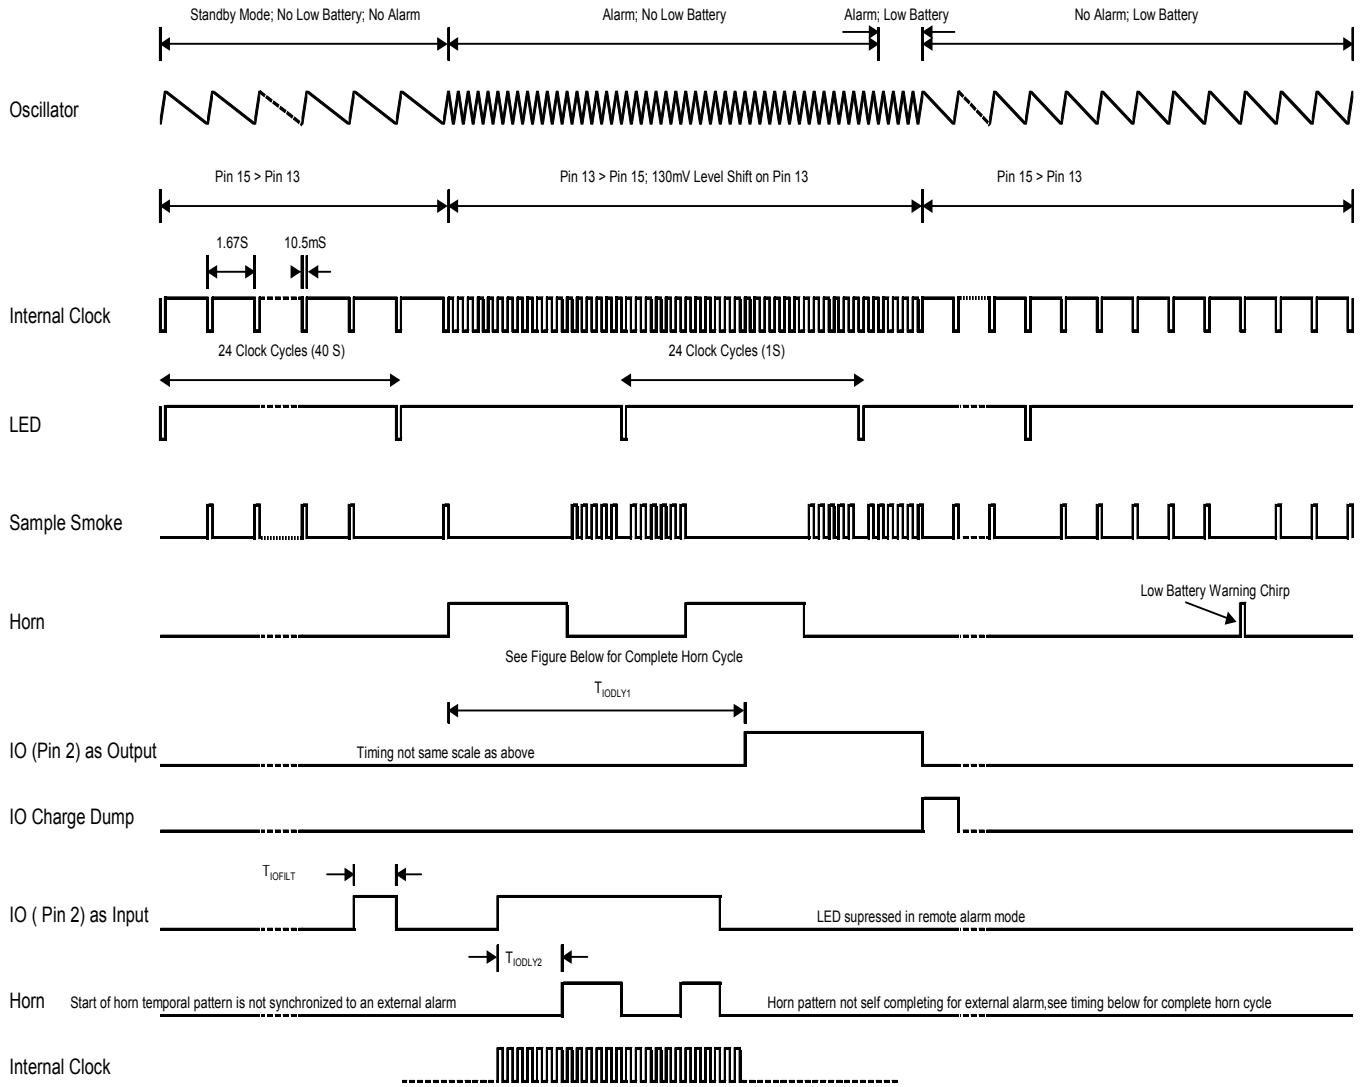 Standby Mode; No Low Battery; No Alarm
Alarm; No Low Battery
Alarm; Low Battery
No Alarm; Low Battery
Oscillator
Pin 15 > Pin 13
Pin 13 > Pin 15; 130mV Level Shift on Pin 13
Pin 15 > Pin 13
1.67S
10.5mS
Internal Clock
24 Clock Cycles (40 S)
24 Clock Cycles (1S)
LED
Sample Smoke
Low Battery Warning Chirp
Horn
See Figure Below for Complete Horn Cycle
TIODLY1
IO (Pin 2) as Output
Timing not same scale as above
IO Charge Dump
TIOFILT
IO ( Pin 2) as Input
LED supressed in remote alarm mode
TIODLY2
Horn
Start of horn temporal pattern is not synchronized to an external alarm
Horn pattern not self completing for external alarm,see timing below for complete horn cycle
Internal Clock